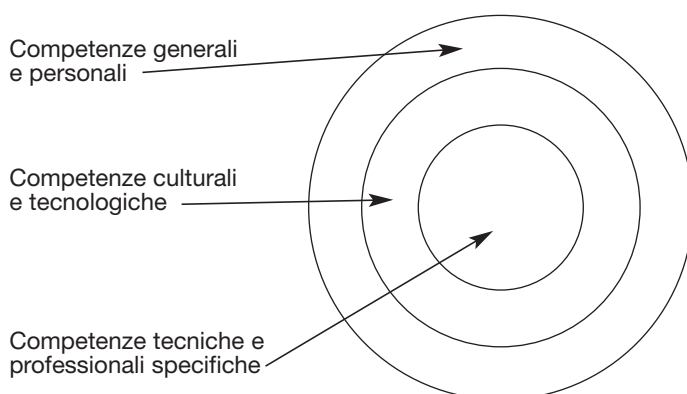 Competenze generali
e personali
Competenze culturali
e tecnologiche
Competenze tecniche e
professionali specifiche